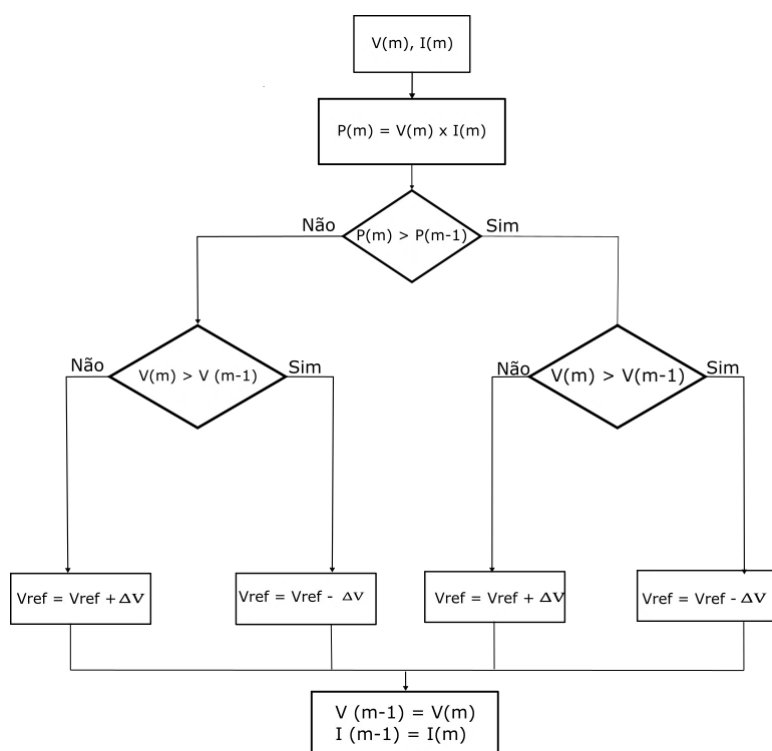 V(m), I(m)
P(m) = V(m) x I(m)
Não
P(m) > P(m-1)
Sim
Não
V(m) > V (m-1)
Sim
Não
V(m) > V(m-1)
Sim
Vref = Vref + ΔV
Vref = Vref - ΔV
Vref = Vref + ΔV
Vref = Vref - ΔV
V (m-1) = V(m)
I (m-1) = I(m)